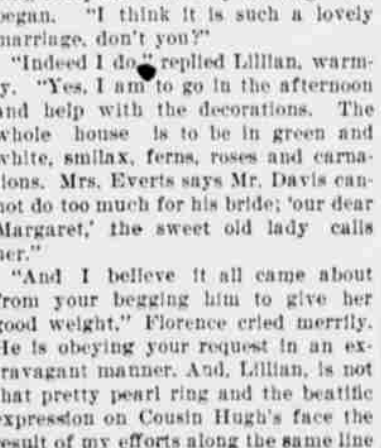 began. "I think it is such a lovely
marriage, don't you?"
"Indeed I do," replied Lillian, warm-
y. "Yes, I am to go in the afternoon
and help with the decorations. The
whole house is to be in green and
white, smilax, ferns, roses and carna-
ions. Mrs. Everts says Mr. Davis can-
not do too much for his bride; 'our dear
Margaret,' the sweet old lady calls
her."
"And I believe it all came about
from your begging him to give her
good weight," Florence cried merrily.
He is obeying your request in an ex-
ravagant manner. And, Lillian, is not
that pretty pearl ring and the beatific
expression on Cousin Hugh's face the
result of my efforts along the same line